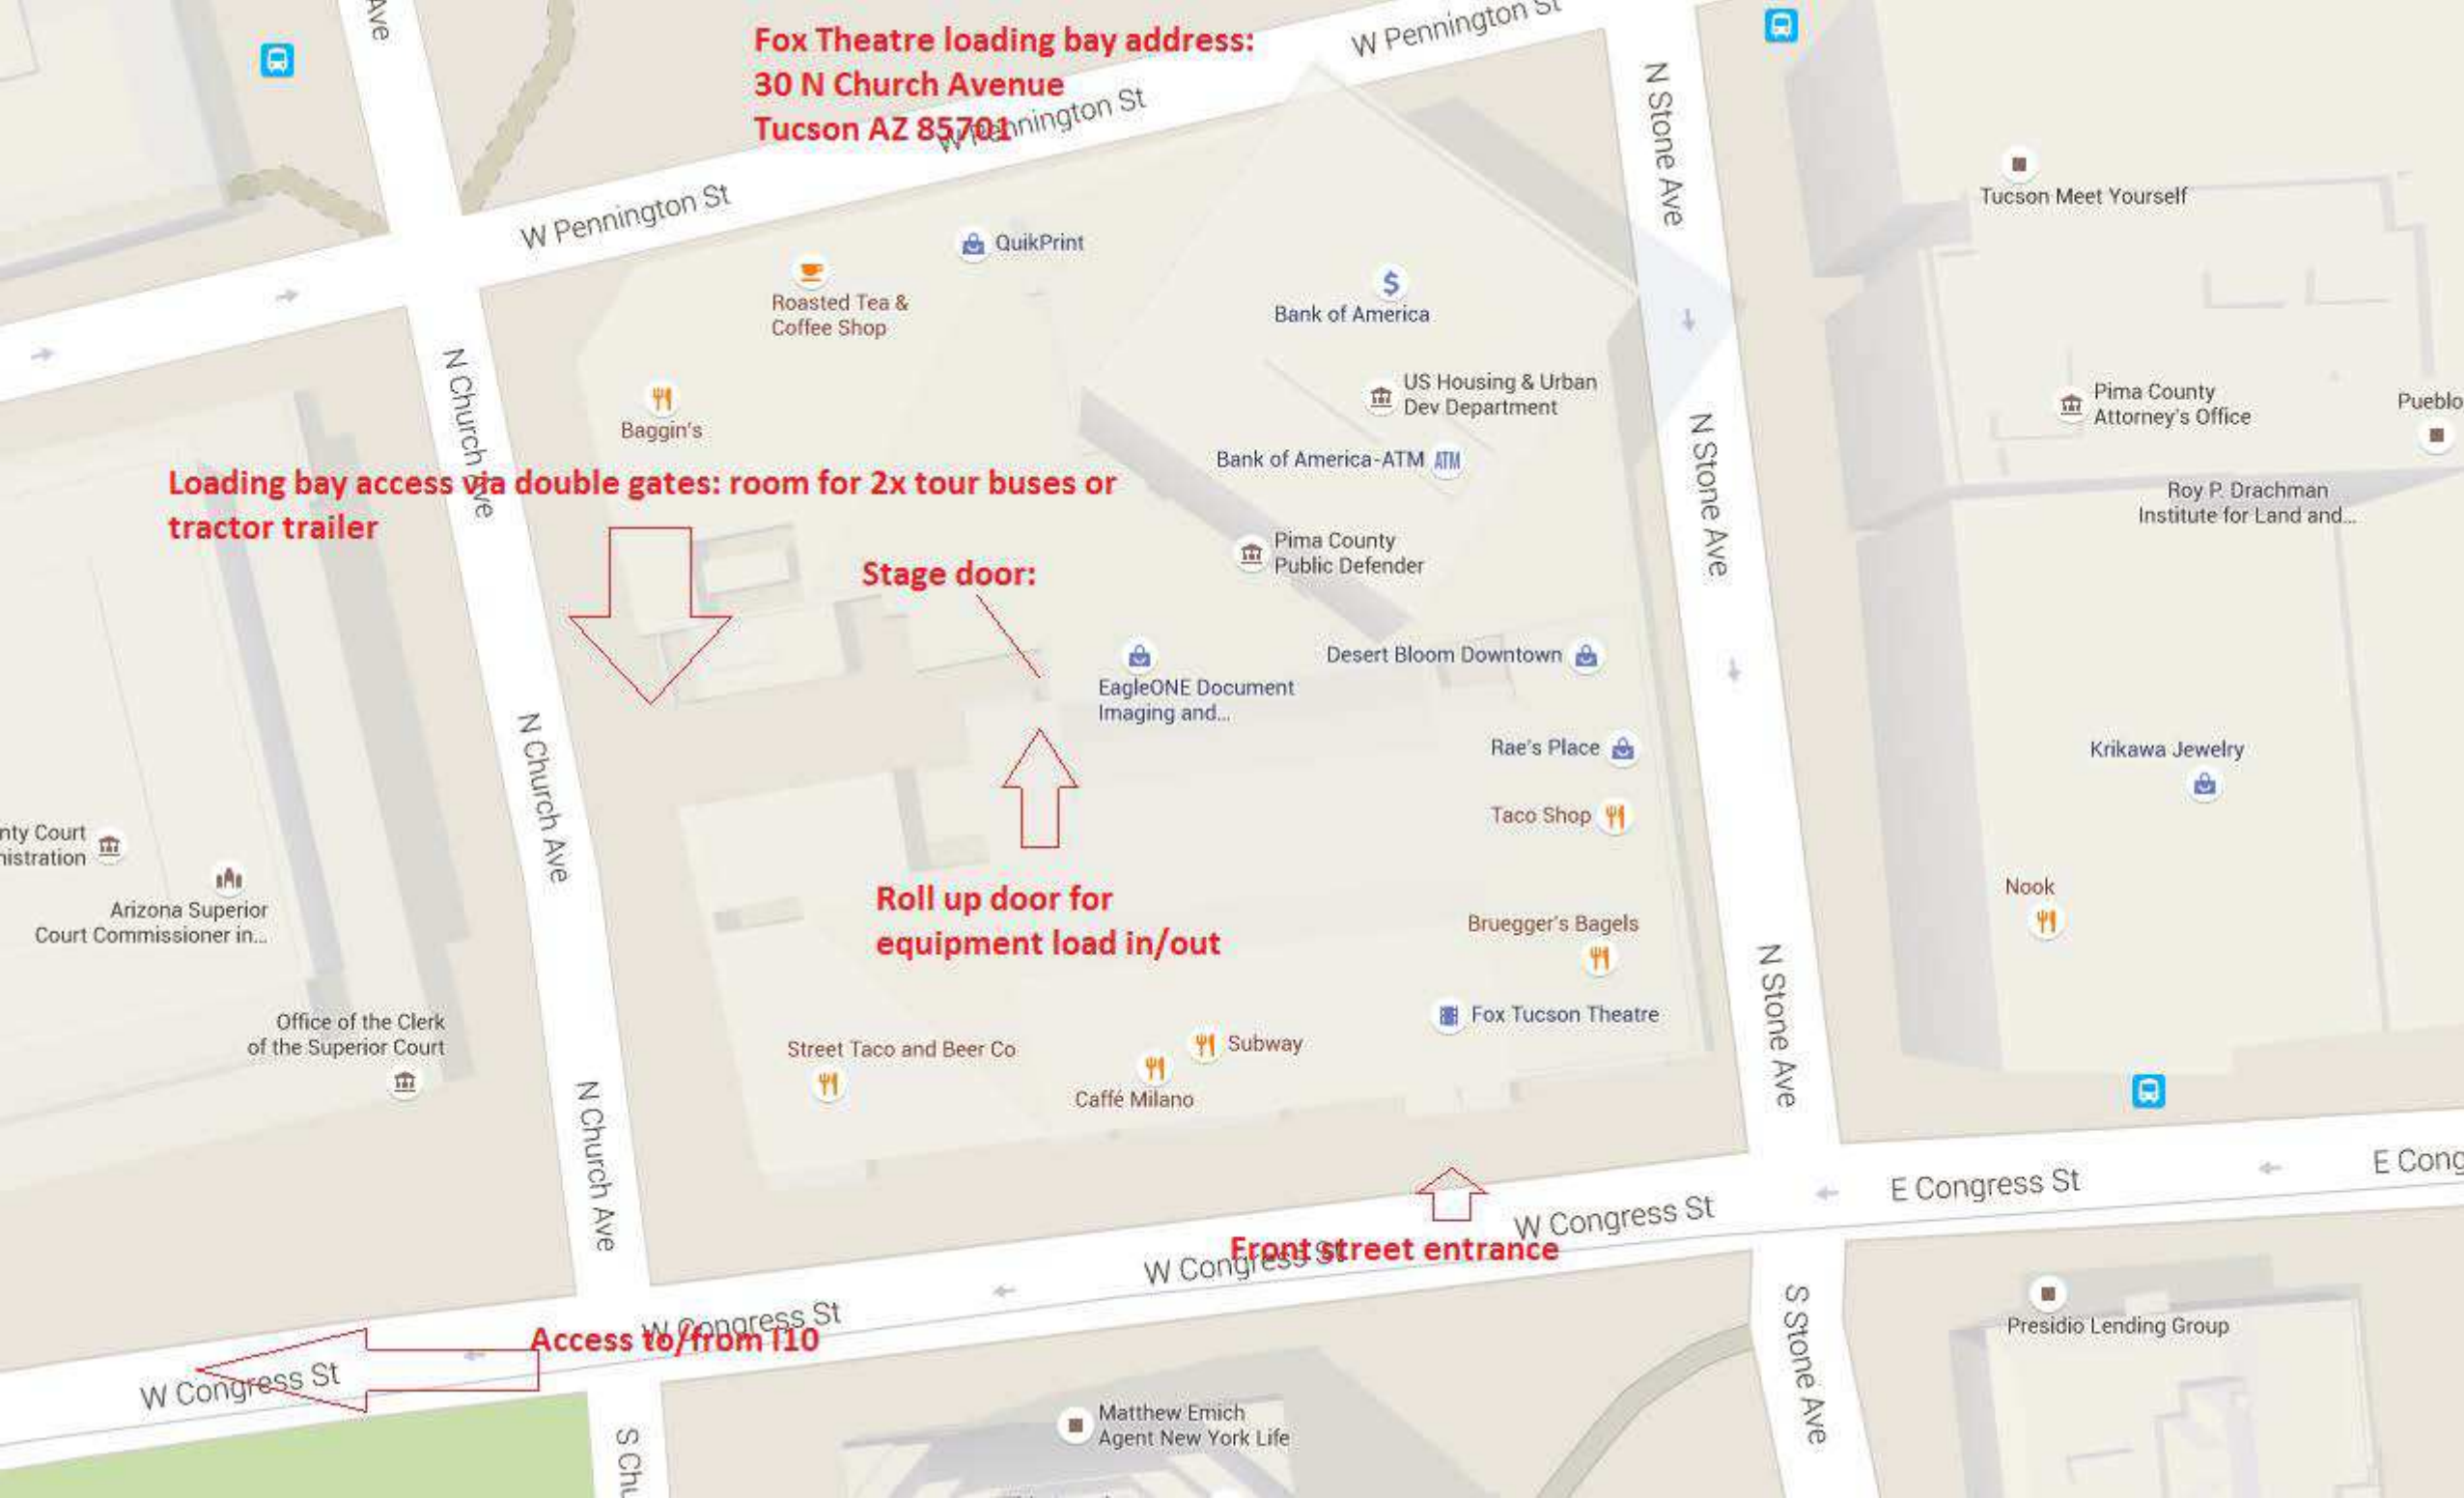 Ave
Fox Theatre loading bay address:
30 N Church Avenue
Tucson AZ 85701
W Pennington St
W Pennington St
W Pennington St
N Stone Ave
Tucson Meet Yourself
QuikPrint
Roasted Tea &
Coffee Shop
Bank of America
US Housing & Urban
Dev Department
Pima County
Attorney's Office
Pueblo
Baggin's
N Church Ave
Bank of America-ATM ATM
N Stone Ave
Loading bay access via double gates: room for 2x tour buses or
tractor trailer
Roy P. Drachman
Institute for Land and...
Stage door:
Pima County
Public Defender
Desert Bloom Downtown
EagleONE Document
Imaging and...
N Church Ave
Rae's Place
Krikawa Jewelry
Taco Shop
nty Court
nistration
Arizona Superior
Court Commissioner in...
Roll up door for
equipment load in/out
Bruegger's Bagels
Nook
N Stone Ave
Fox Tucson Theatre
Office of the Clerk
of the Superior Court
Street Taco and Beer Co
Subway
Caffé Milano
N Church Ave
E Congress St
E Cong
W Congress St
Front street entrance
W Congress St
W Congress St
Access to/from I10
W Congress St
S Stone Ave
Presidio Lending Group
Matthew Emich
Agent New York Life
S Chu